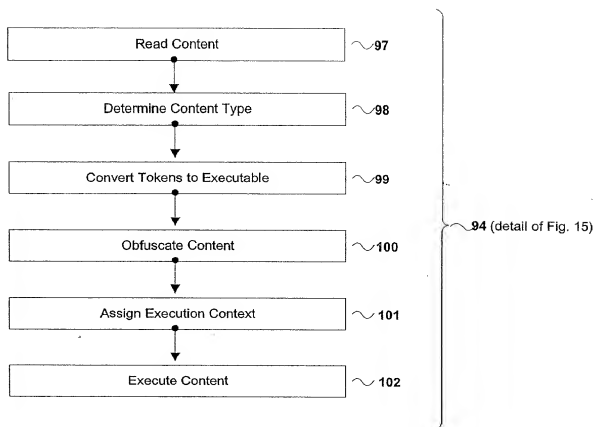 Read Content 97
Determine Content Type 98
Convert Tokens to Executable 99
94 (detail of Fig. 15)
Obfuscate Content 100
Assign Execution Context 101
Execute Content 102